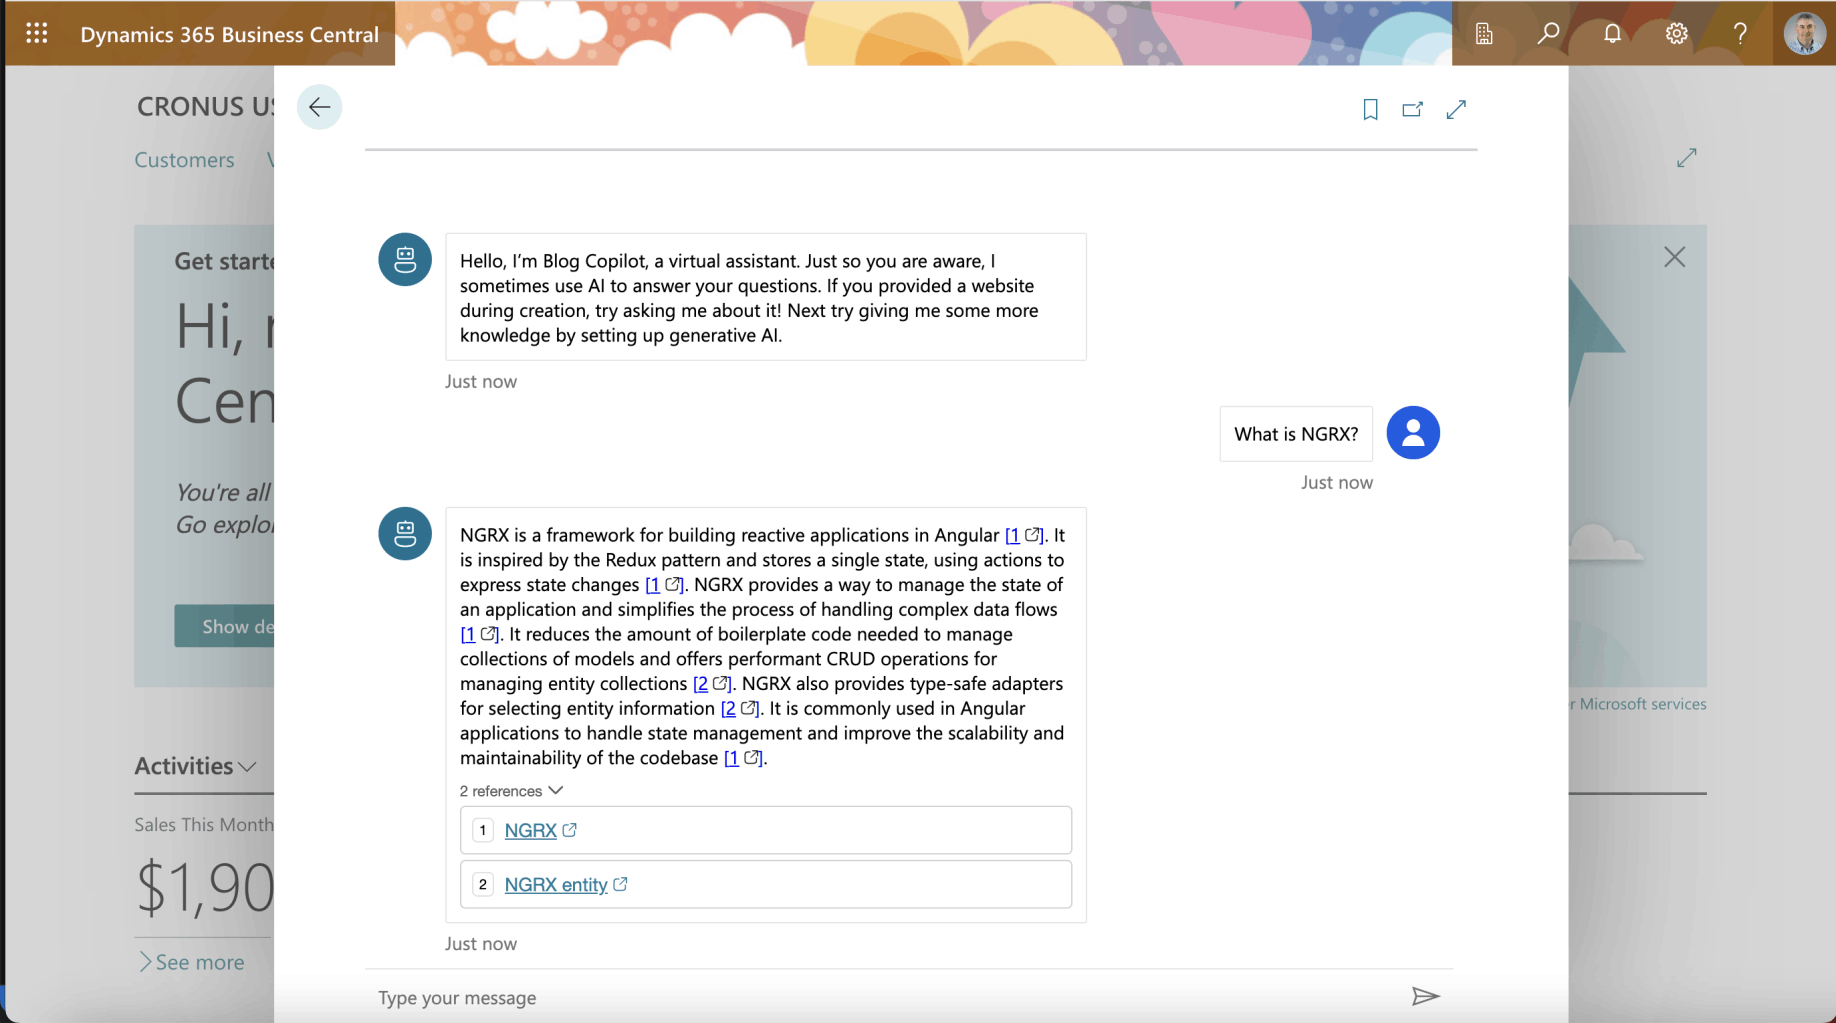 Dynamics 365 Business Central
CRONUS US
Customers
Get starte
Hi,
Cen
You're all
Go explo
Show de
r Microsoft services
Activities
Sales This Month
$1,90
See more
Hello, I'm Blog Copilot, a virtual assistant. Just so you are aware, I
sometimes use AI to answer your questions. If you provided a website
during creation, try asking me about it! Next try giving me some more
knowledge by setting up generative AI.
Just now
What is NGRX?
Just now
NGRX is a framework for building reactive applications in Angular [1]. It
is inspired by the Redux pattern and stores a single state, using actions to
express state changes [1]. NGRX provides a way to manage the state of
an application and simplifies the process of handling complex data flows
[1]. It reduces the amount of boilerplate code needed to manage
collections of models and offers performant CRUD operations for
managing entity collections [2]. NGRX also provides type-safe adapters
for selecting entity information [2]. It is commonly used in Angular
applications to handle state management and improve the scalability and
maintainability of the codebase [1].
2 references
1 NGRX
2 NGRX entity
Just now
Type your message